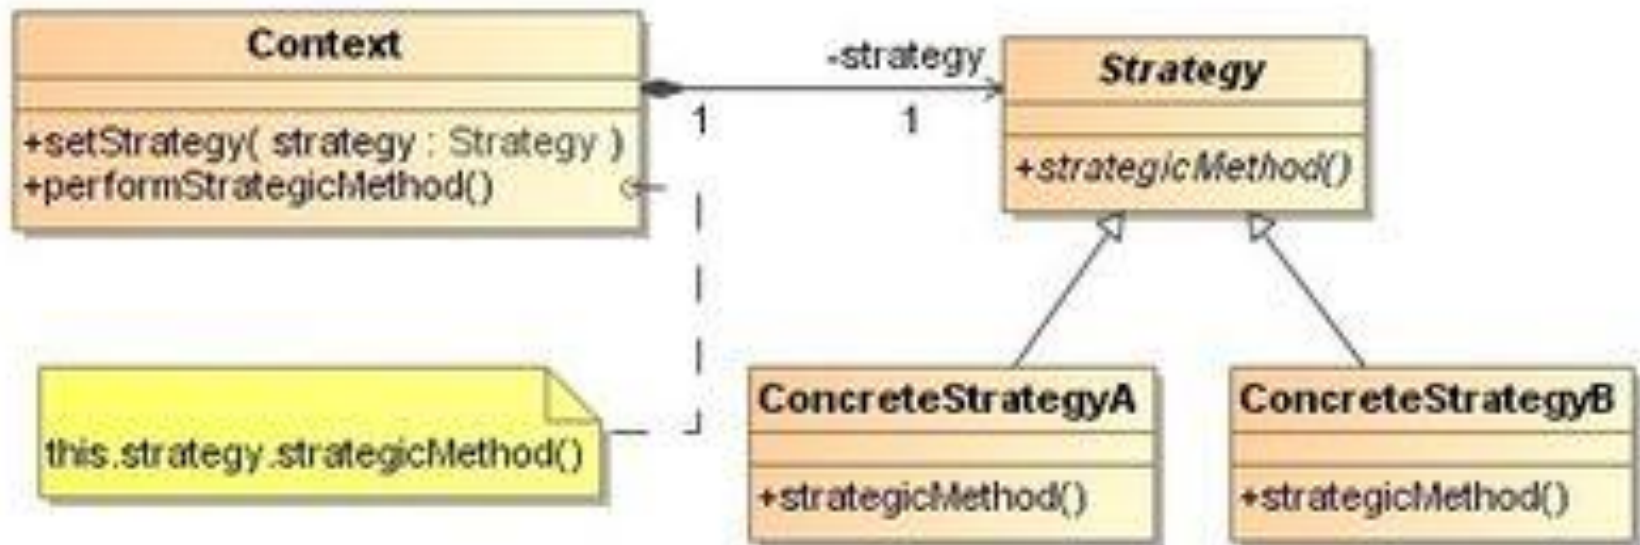 Context
+setStrategy( strategy : Strategy )
+performStrategicMethod()
-strategy
1
1
Strategy
+strategicMethod()
this.strategy.strategicMethod()
ConcreteStrategyA
+strategicMethod()
ConcreteStrategyB
+strategicMethod()